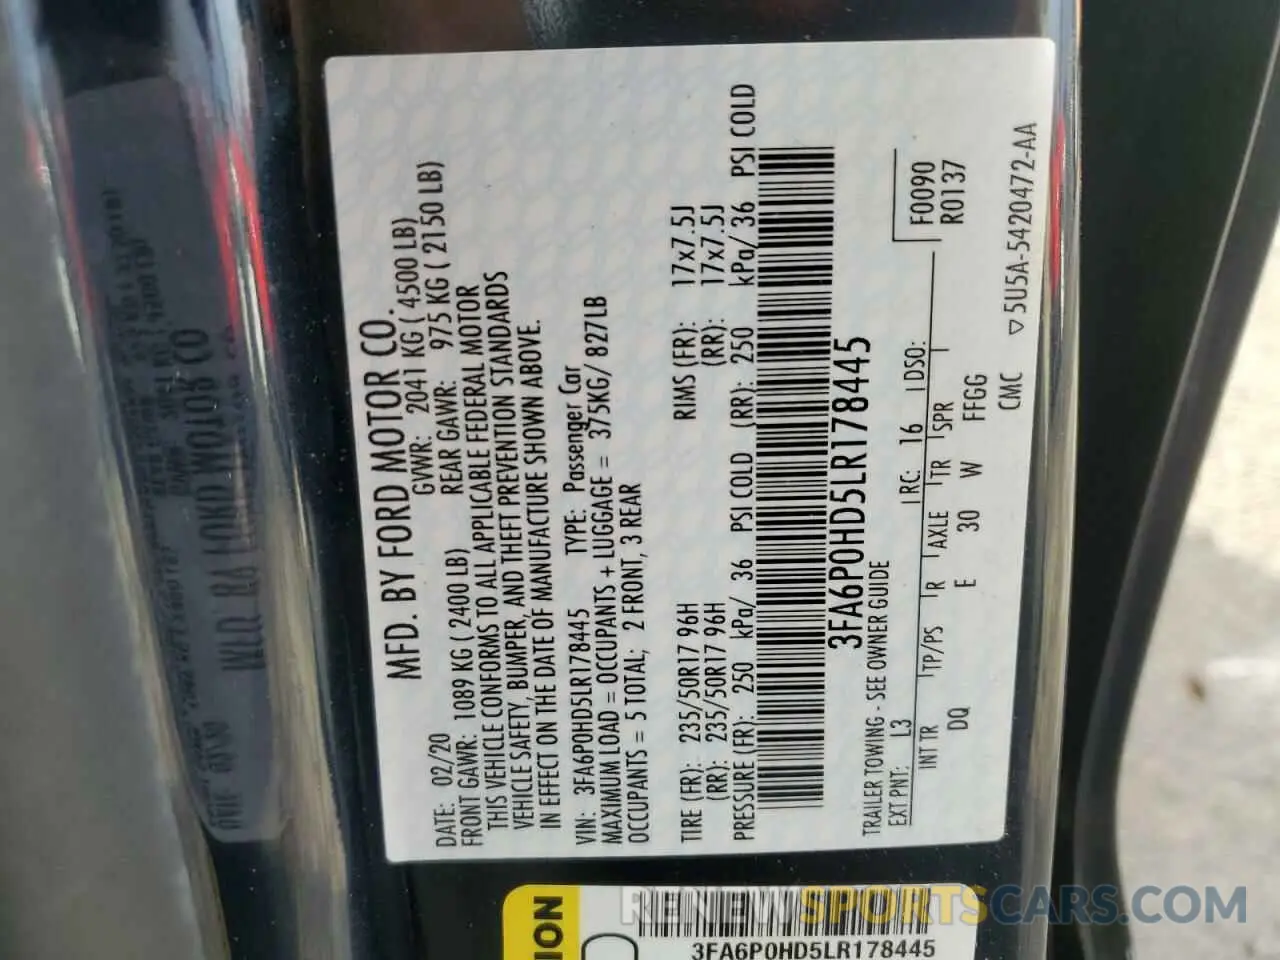 MFD. BY FORD MOTOR CO.
DATE: 02/20 GVWR: 2041 KG ( 4500 LB)
FRONT GAWR: 1089 KG ( 2400 LB) REAR GAWR: 975 KG ( 2150 LB)
THIS VEHICLE CONFORMS TO ALL APPLICABLE FEDERAL MOTOR
VEHICLE SAFETY, BUMPER, AND THEFT PREVENTION STANDARDS
IN EFFECT ON THE DATE OF MANUFACTURE SHOWN ABOVE.
VIN: 3FA6P0HD5LR178445 TYPE: Passenger Car
MAXIMUM LOAD = OCCUPANTS + LUGGAGE = 375KG/ 827LB
OCCUPANTS = 5 TOTAL; 2 FRONT, 3 REAR
TIRE (FR): 235/50R17 96H RIMS (FR): 17x7.5J
(RR): 235/50R17 96H (RR): 17x7.5J
PRESSURE (FR): 250 kPa/ 36 PSI COLD (RR): 250 kPa/ 36 PSI COLD
3FA6P0HD5LR178445
TRAILER TOWING - SEE OWNER GUIDE
F0090
R0137
EXT PNT: L3 RC: 16 LDSO:
INT TR TP/PS R AXLE TR SPR
DQ E 30 W FFGG
CMC ▽5U5A-5420472-AA
ION
3FA6P0HD5LR178445
RENEWSPORTSCARS.COM